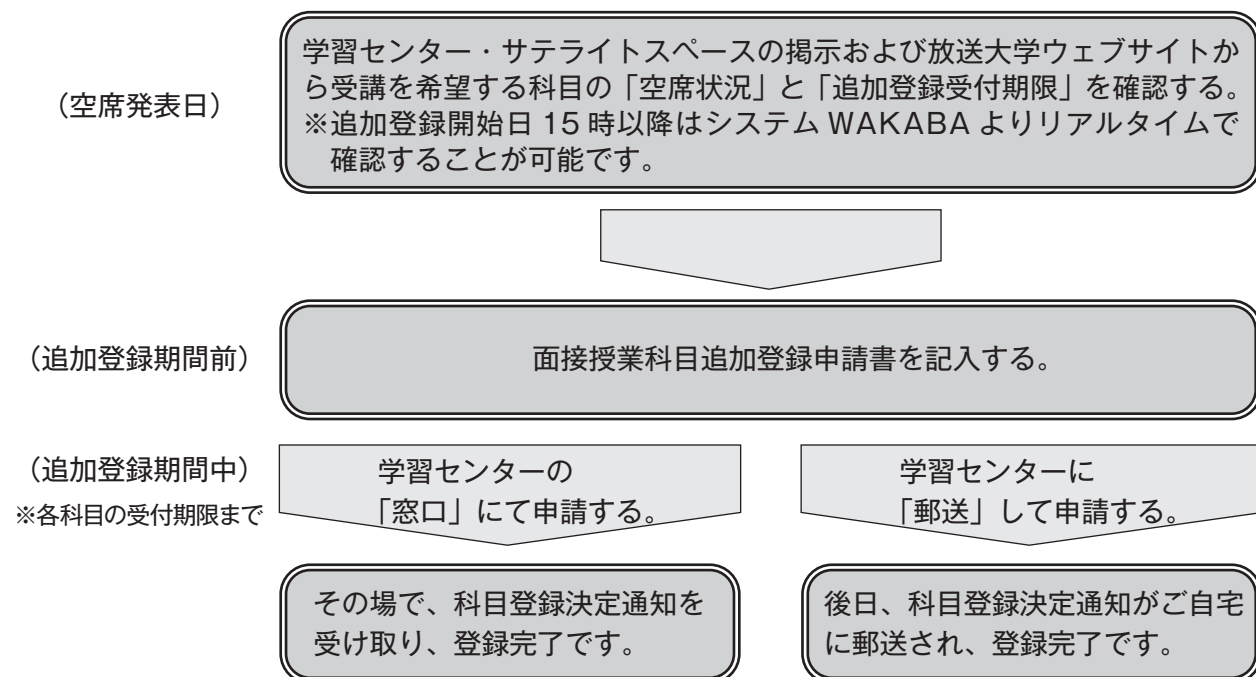 （空席発表日）
学習センター・サテライトスペースの掲示および放送大学ウェブサイトか
ら受講を希望する科目の「空席状況」と「追加登録受付期限」を確認する。
※追加登録開始日 15 時以降はシステム WAKABA よりリアルタイムで
確認することが可能です。
（追加登録期間前）
面接授業科目追加登録申請書を記入する。
（追加登録期間中）
※各科目の受付期限まで
学習センターの
「窓口」にて申請する。
学習センターに
「郵送」して申請する。
その場で、科目登録決定通知を
受け取り、登録完了です。
後日、科目登録決定通知がご自宅
に郵送され、登録完了です。